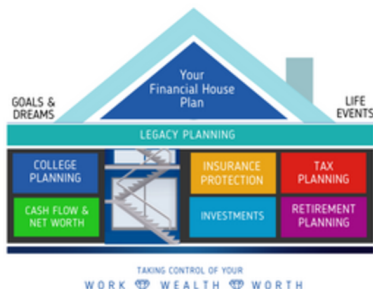 Your
Financial House
Plan
GOALS &
DREAMS
LIFE
EVENTS
LEGACY PLANNING
COLLEGE
PLANNING
INSURANCE
PROTECTION
TAX
PLANNING
CASH FLOW &
NET WORTH
INVESTMENTS
RETIREMENT
PLANNING
TAKING CONTROL OF YOUR
WORK WEALTH WORTH